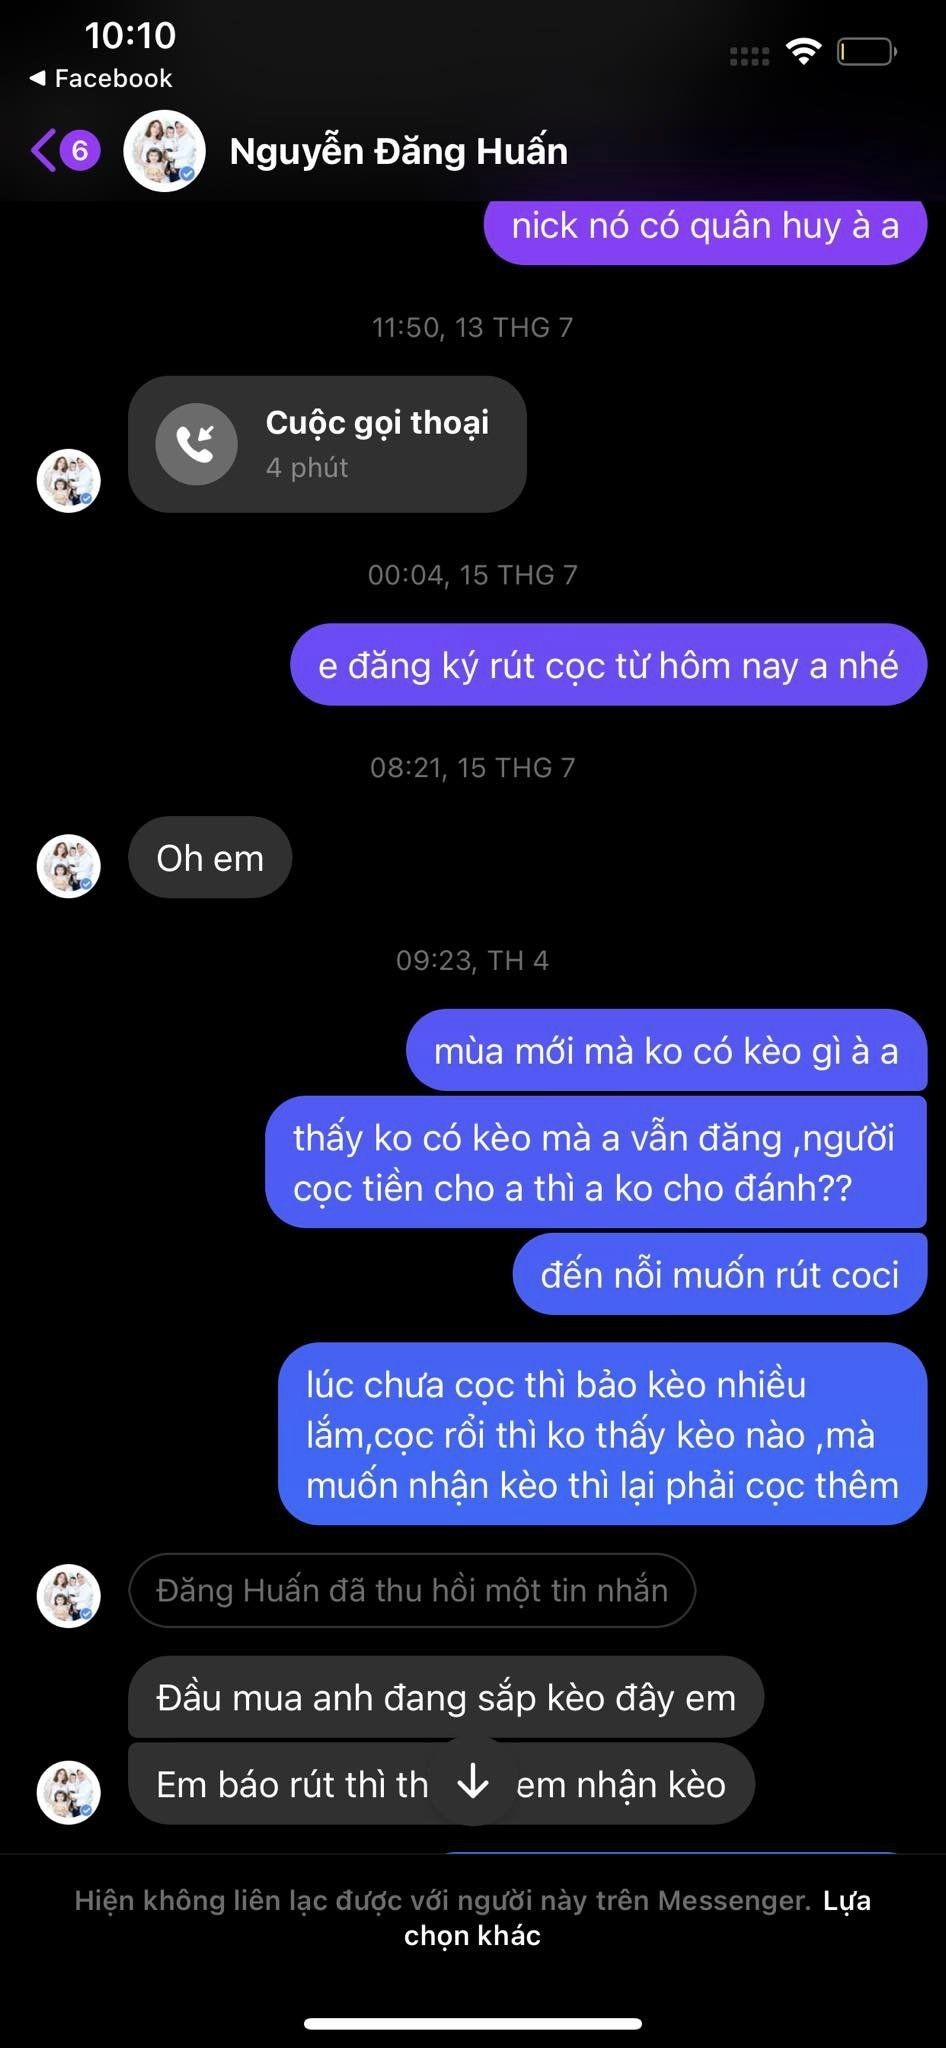 10:10
◀ Facebook
6
Nguyễn Đăng Huấn
nick nó có quân huy à a
11:50, 13 THG 7
Cuộc gọi thoại
4 phút
00:04, 15 THG 7
e đăng ký rút cọc từ hôm nay a nhé
08:21, 15 THG 7
Oh em
09:23, TH 4
mùa mới mà ko có kèo gì à a
thấy ko có kèo mà a vẫn đăng ,người
cọc tiền cho a thì a ko cho đánh??
đến nỗi muốn rút coci
lúc chưa cọc thì bảo kèo nhiều
lắm,cọc rồi thì ko thấy kèo nào ,mà
muốn nhận kèo thì lại phải cọc thêm
Đăng Huấn đã thu hồi một tin nhắn
Đầu mua anh đang sắp kèo đây em
Em báo rút thì th em nhận kèo
Hiện không liên lạc được với người này trên Messenger. Lựa
chọn khác